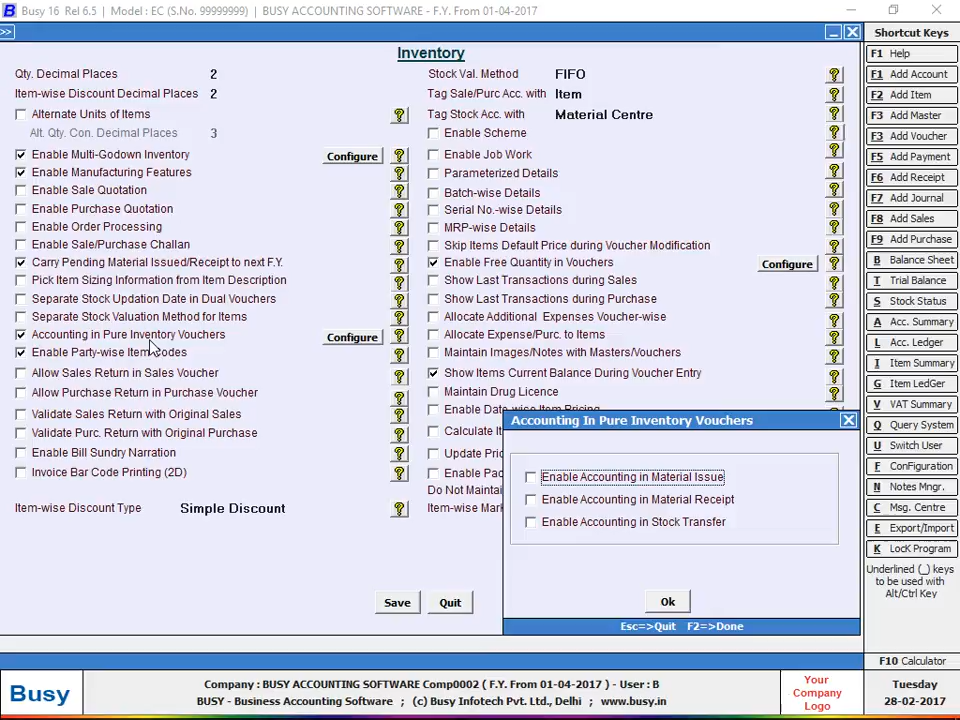 Busy 16 Rel 6.5 | Model : EC (S.No. 99999999) | BUSY ACCOUNTING SOFTWARE - F.Y. From 01-04-2017
>>
Inventory
Qty. Decimal Places 2
Item-wise Discount Decimal Places 2
Alternate Units of Items ?
Alt. Qty. Con. Decimal Places 3
Enable Multi-Godown Inventory Configure ?
Enable Manufacturing Features ?
Enable Sale Quotation ?
Enable Purchase Quotation ?
Enable Order Processing ?
Enable Sale/Purchase Challan ?
Carry Pending Material Issued/Receipt to next F.Y. ?
Pick Item Sizing Information from Item Description ?
Separate Stock Updation Date in Dual Vouchers ?
Separate Stock Valuation Method for Items ?
Accounting in Pure Inventory Vouchers Configure ?
Enable Party-wise Item Codes ?
Allow Sales Return in Sales Voucher ?
Allow Purchase Return in Purchase Voucher ?
Validate Sales Return with Original Sales ?
Validate Purc. Return with Original Purchase ?
Enable Bill Sundry Narration ?
Invoice Bar Code Printing (2D) ?
Item-wise Discount Type Simple Discount ?
Stock Val. Method FIFO ?
Tag Sale/Purc Acc. with Item ?
Tag Stock Acc. with Material Centre ?
Enable Scheme ?
Enable Job Work ?
Parameterized Details ?
Batch-wise Details ?
Serial No.-wise Details ?
MRP-wise Details ?
Skip Items Default Price during Voucher Modification ?
Enable Free Quantity in Vouchers Configure ?
Show Last Transactions during Sales ?
Show Last Transactions during Purchase ?
Allocate Additional Expenses Voucher-wise ?
Allocate Expense/Purc. to Items ?
Maintain Images/Notes with Masters/Vouchers ?
Show Items Current Balance During Voucher Entry ?
Maintain Drug Licence ?
Enable Date-wise Item Pricing
Calculate It
Update Pric
Enable Pac
Do Not Maintai
Item-wise Mar
Accounting In Pure Inventory Vouchers
Enable Accounting in Material Issue
Enable Accounting in Material Receipt
Enable Accounting in Stock Transfer
Ok
Esc=>Quit F2=>Done
Save Quit
Shortcut Keys
F1 Help
F1 Add Account
F2 Add Item
F3 Add Master
F3 Add Voucher
F5 Add Payment
F6 Add Receipt
F7 Add Journal
F8 Add Sales
F9 Add Purchase
B Balance Sheet
T Trial Balance
S Stock Status
A Acc. Summary
L Acc. Ledger
I Item Summary
G Item LedGer
V VAT Summary
Q Query System
U Switch User
F Configuration
N Notes Mngr.
C Msg. Centre
E Export/Import
K LocK Program
Underlined (_) keys
to be used with
Alt/Ctrl Key
F10 Calculator
Busy
Company : BUSY ACCOUNTING SOFTWARE Comp0002 ( F.Y. From 01-04-2017 ) - User : B
BUSY - Business Accounting Software ; (c) Busy Infotech Pvt. Ltd., Delhi ; www.busy.in
Your
Company
Logo
Tuesday
28-02-2017